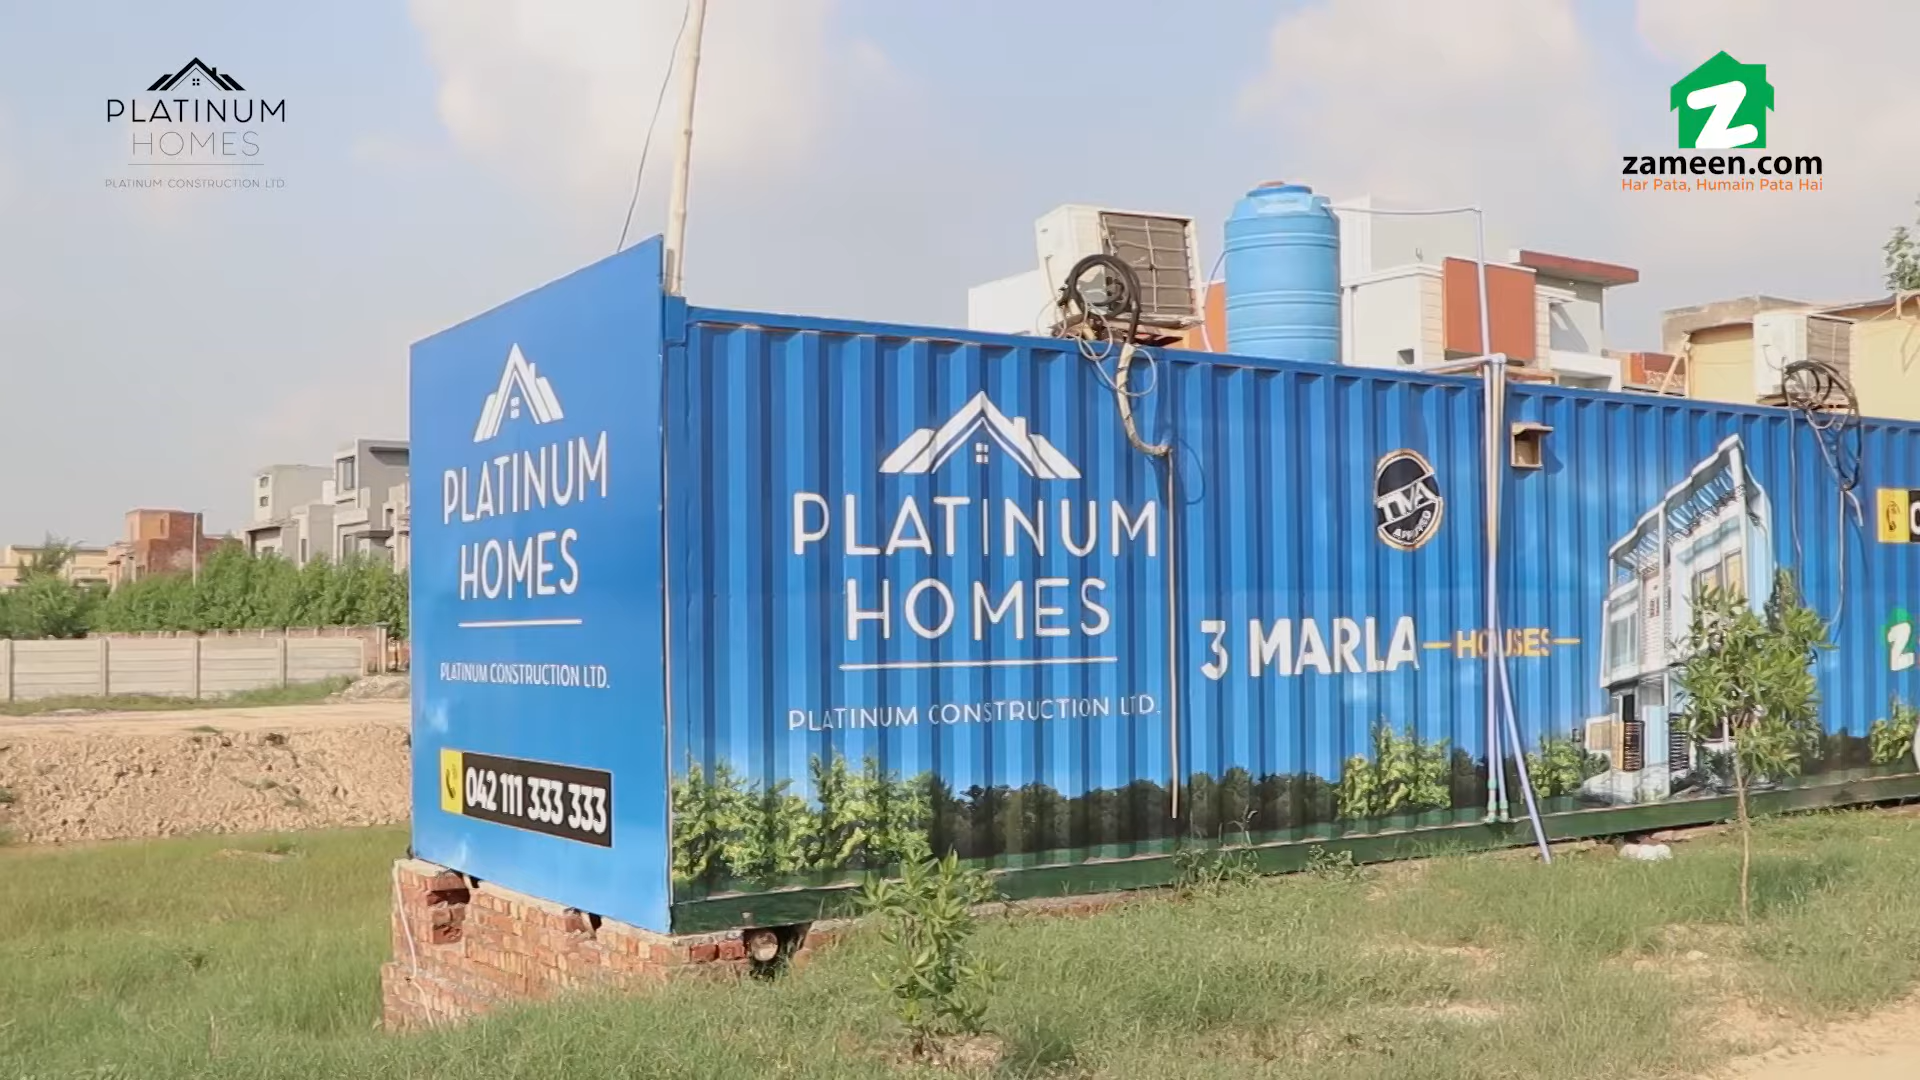 PLATINUM
HOMES
PLATINUM CONSTRUCTION LTD.
Z
zameen.com
Har Pata, Humain Pata Hai
PLATINUM
HOMES
PLATINUM CONSTRUCTION LTD.
042 111 333 333
PLATINUM
HOMES
PLATINUM CONSTRUCTION LTD.
3 MARLA HOUSES
APPROVED
Z